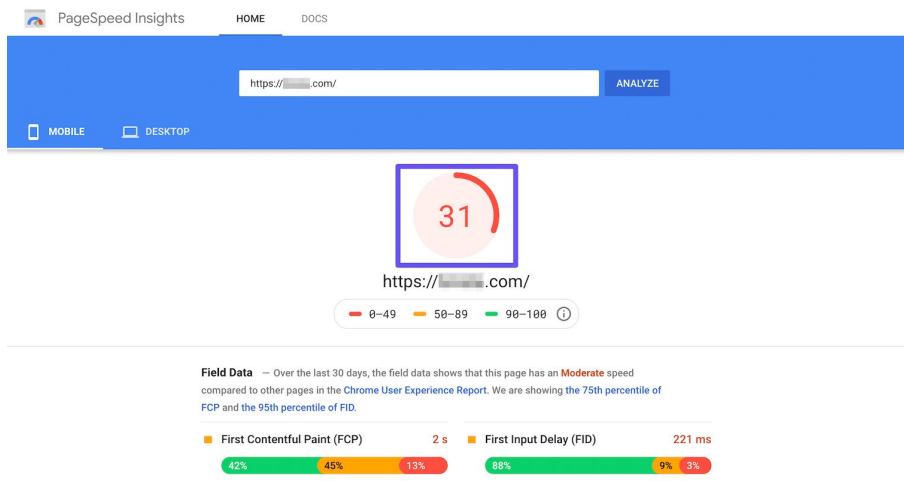 PageSpeed Insights HOME DOCS
https:// .com/ ANALYZE
MOBILE DESKTOP
31
https:// .com/
0–49 50–89 90–100
Field Data — Over the last 30 days, the field data shows that this page has an Moderate speed
compared to other pages in the Chrome User Experience Report. We are showing the 75th percentile of
FCP and the 95th percentile of FID.
First Contentful Paint (FCP) 2 s First Input Delay (FID) 221 ms
42% 45% 13% 88% 9% 3%